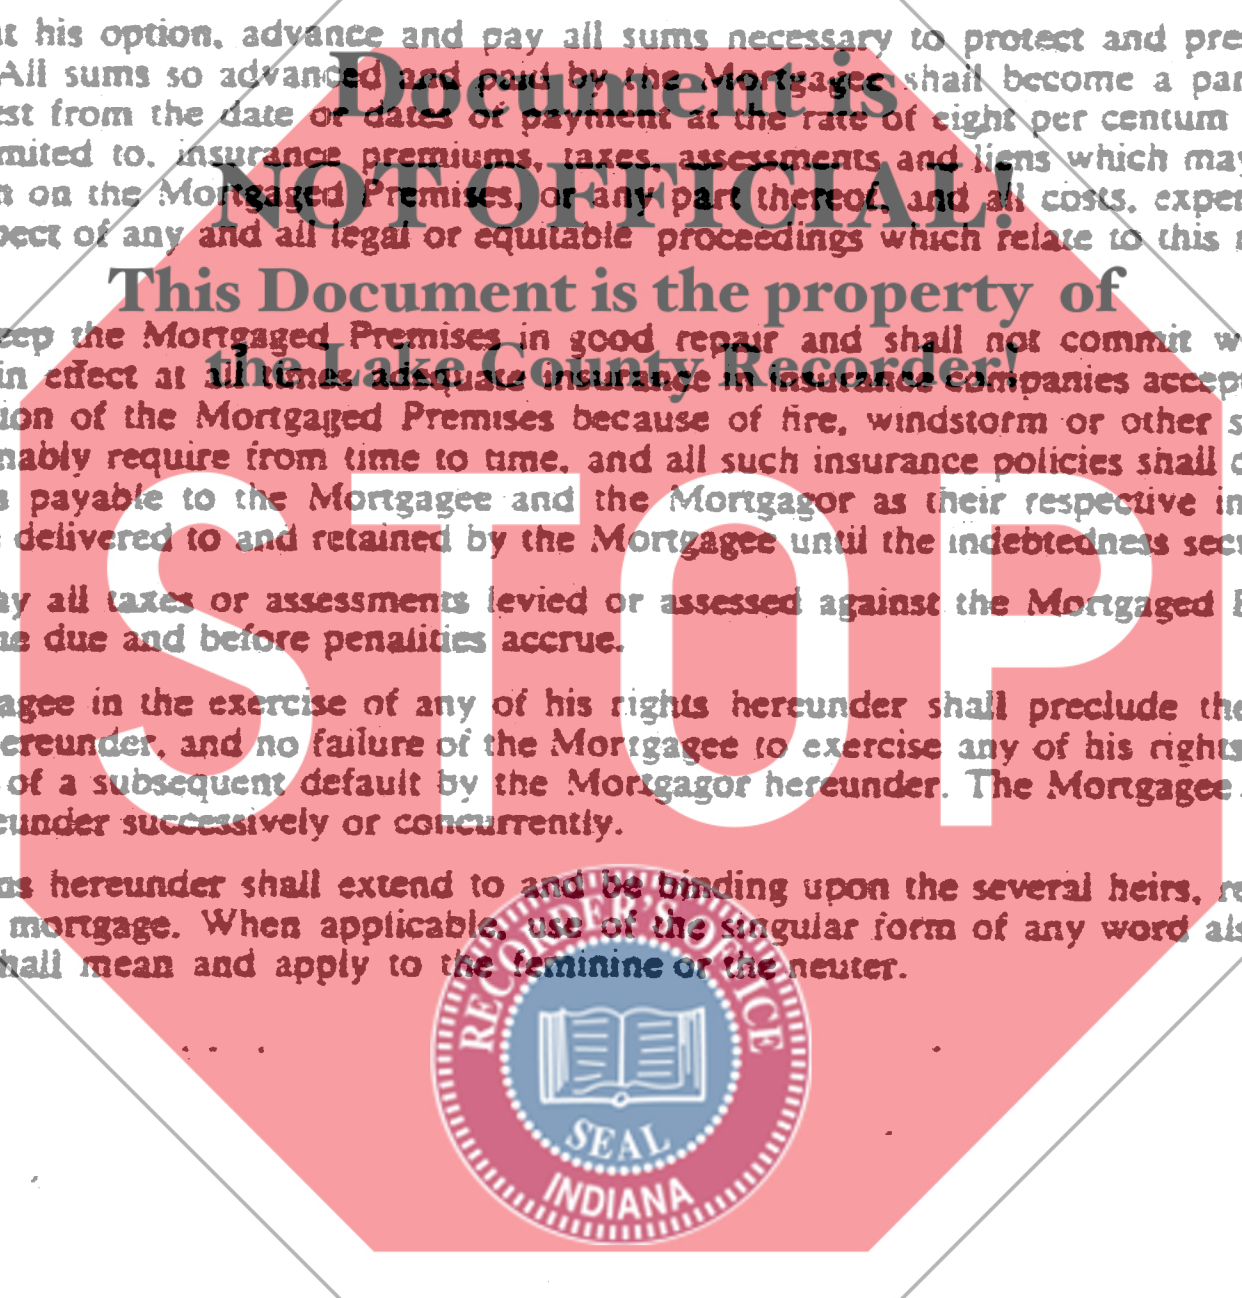 at his option, advance and pay all sums necessary to protect and pre
All sums so advanced and paid by the Mortgagee shall become a par
est from the date or dates of payment at the rate of eight per centum
mited to, insurance premiums, taxes, assessments and liens which may
n on the Mortgaged Premises, or any part thereof, and all costs, exper
pect of any and all legal or equitable proceedings which relate to this
Document is
NOT OFFICIAL!
This Document is the property of
the Lake County Recorder!
eep the Mortgaged Premises in good repair and shall not commit w
in effect at all times adequate insurance in insurance companies accept
ion of the Mortgaged Premises because of fire, windstorm or other s
nably require from time to time, and all such insurance policies shall c
s payable to the Mortgagee and the Mortgagor as their respective in
delivered to and retained by the Mortgagee until the indebtedness secu
ay all taxes or assessments levied or assessed against the Mortgaged P
ne due and before penalities accrue.
STOP
agee in the exercise of any of his rights hereunder shall preclude the
ereunder, and no failure of the Mortgagee to exercise any of his rights
of a subsequent default by the Mortgagor hereunder. The Mortgagee
eunder successively or concurrently.
ns hereunder shall extend to and be binding upon the several heirs, re
mortgage. When applicable, use of the singular form of any word als
hall mean and apply to the feminine or the neuter.
RECORDER'S OFFICE
SEAL
INDIANA